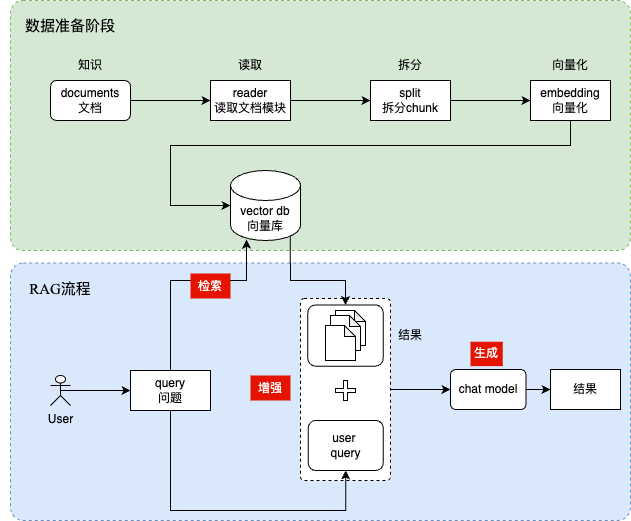 数据准备阶段
知识
读取
拆分
向量化
documents
文档
reader
读取文档模块
split
拆分chunk
embedding
向量化
vector db
向量库
RAG流程
检索
结果
生成
增强
User
query
问题
chat model
结果
user
query